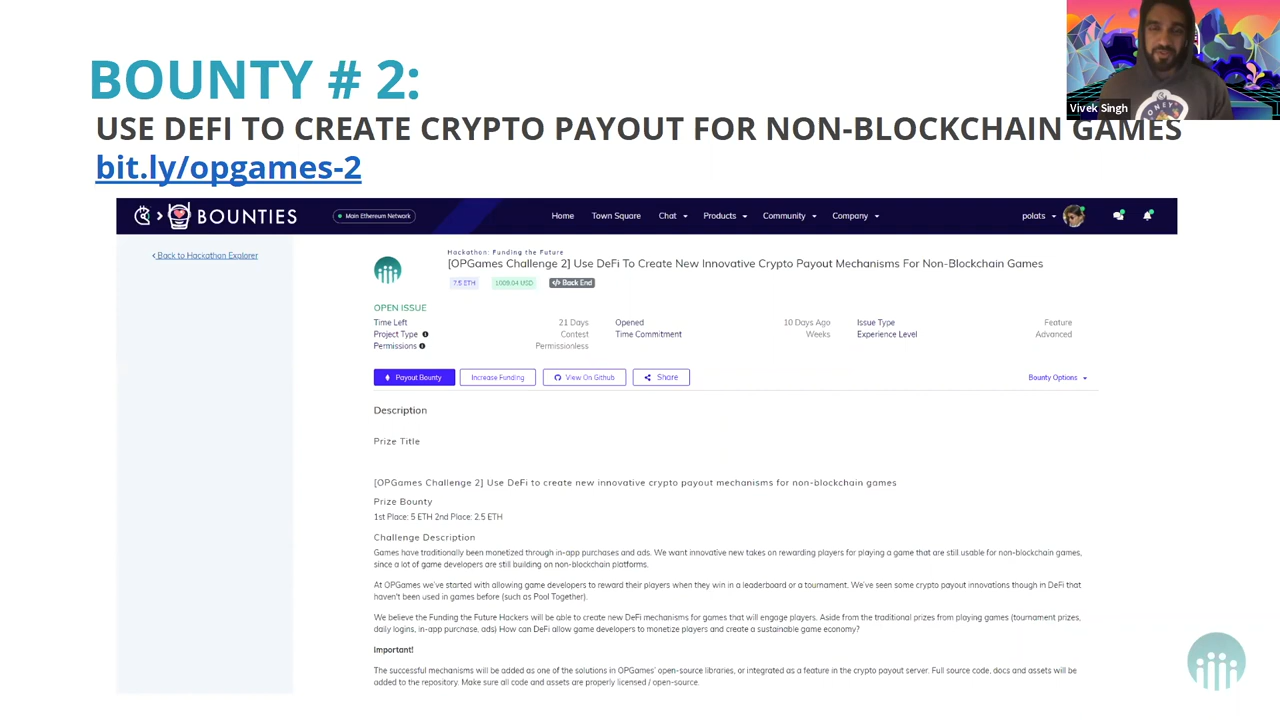 BOUNTY # 2:
USE DEFI TO CREATE CRYPTO PAYOUT FOR NON-BLOCKCHAIN GAMES
bit.ly/opgames-2
Vivek Singh
BOUNTIES
Main Ethereum Network
Home Town Square Chat Products Community Company
polats
< Back to Hackathon Explorer
Hackathon: Funding the Future
[OPGames Challenge 2] Use DeFi To Create New Innovative Crypto Payout Mechanisms For Non-Blockchain Games
7.5 ETH 1009.04 USD </> Back End
OPEN ISSUE
Time Left 21 Days Opened 10 Days Ago Issue Type Feature
Project Type Contest Time Commitment Weeks Experience Level Advanced
Permissions Permissionless
Payout Bounty Increase Funding View On Github Share Bounty Options
Description
Prize Title
[OPGames Challenge 2] Use DeFi to create new innovative crypto payout mechanisms for non-blockchain games
Prize Bounty
1st Place: 5 ETH 2nd Place: 2.5 ETH
Challenge Description
Games have traditionally been monetized through in-app purchases and ads. We want innovative new takes on rewarding players for playing a game that are still usable for non-blockchain games,
since a lot of game developers are still building on non-blockchain platforms.
At OPGames we've started with allowing game developers to reward their players when they win in a leaderboard or a tournament. We've seen some crypto payout innovations though in DeFi that
haven't been used in games before (such as Pool Together).
We believe the Funding the Future Hackers will be able to create new DeFi mechanisms for games that will engage players. Aside from the traditional prizes from playing games (tournament prizes,
daily logins, in-app purchase, ads) How can DeFi allow game developers to monetize players and create a sustainable game economy?
Important!
The successful mechanisms will be added as one of the solutions in OPGames' open-source libraries, or integrated as a feature in the crypto payout server. Full source code, docs and assets will be
added to the repository. Make sure all code and assets are properly licensed / open-source.